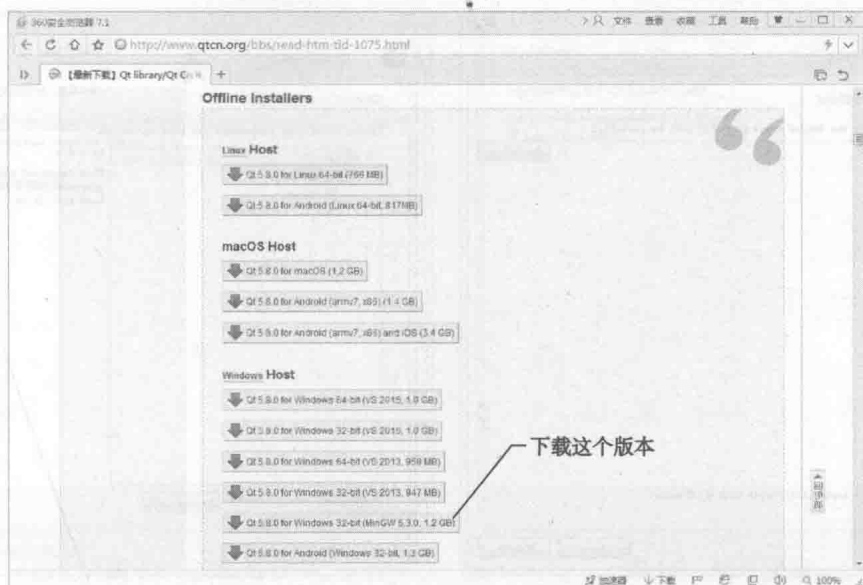 360安全浏览器 7.1
文件 查看 收藏 工具 帮助
http://www.qtcn.org/bbs/read-htm-tid-1075.html
【最新下载】Qt library/Qt Cr
Offline Installers
Linux Host
Qt 5.8.0 for Linux 64-bit (766 MB)
Qt 5.8.0 for Android (Linux 64-bit, 817MB)
macOS Host
Qt 5.8.0 for macOS (1.2 GB)
Qt 5.8.0 for Android (armv7, x86) (1.4 GB)
Qt 5.8.0 for Android (armv7, x86) and iOS (3.4 GB)
Windows Host
Qt 5.8.0 for Windows 64-bit (VS 2015, 1.0 GB)
Qt 5.8.0 for Windows 32-bit (VS 2015, 1.0 GB)
Qt 5.8.0 for Windows 64-bit (VS 2013, 958 MB)
Qt 5.8.0 for Windows 32-bit (VS 2013, 947 MB)
下载这个版本
Qt 5.8.0 for Windows 32-bit (MinGW 5.3.0, 1.2 GB)
Qt 5.8.0 for Android (Windows 32-bit, 1.3 GB)
回顶部
加速器 下载 100%